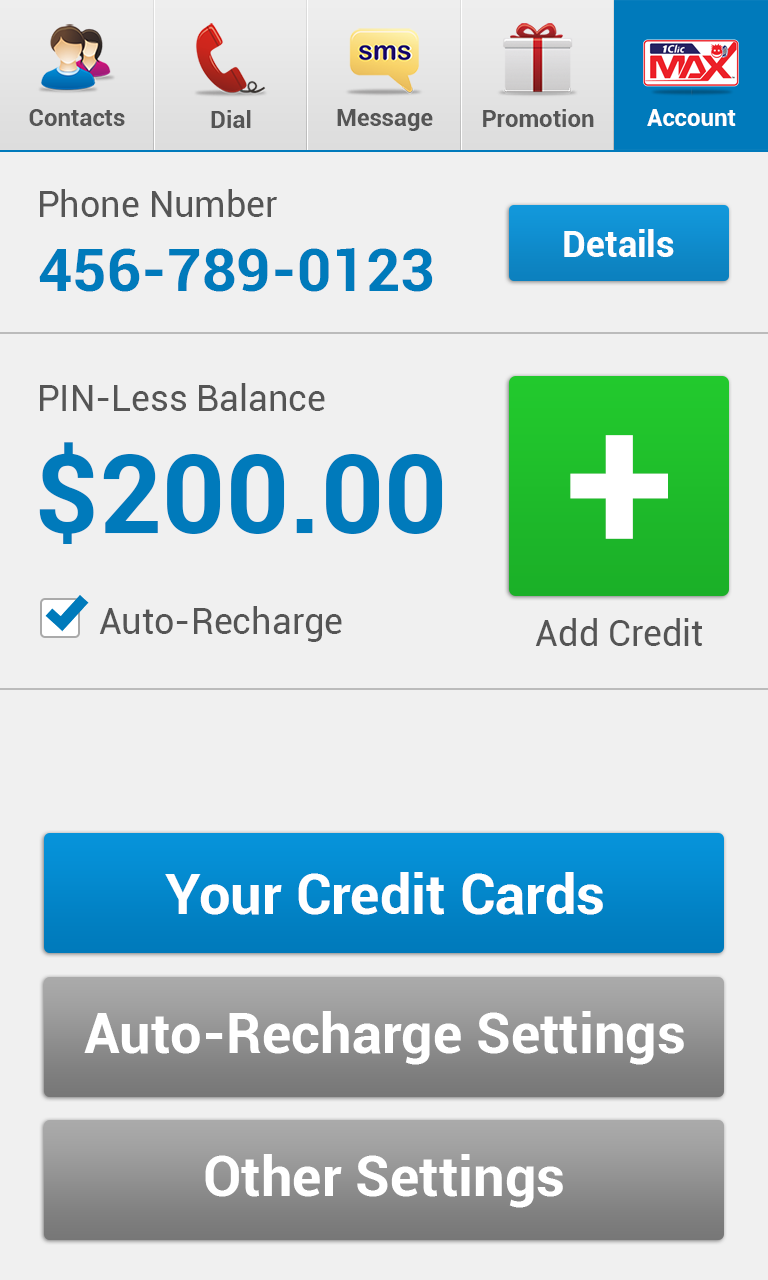 sms
1Clic
MAX
Contacts
Dial
Message
Promotion
Account
Phone Number
456-789-0123
Details
PIN-Less Balance
$200.00
Auto-Recharge
Add Credit
Your Credit Cards
Auto-Recharge Settings
Other Settings